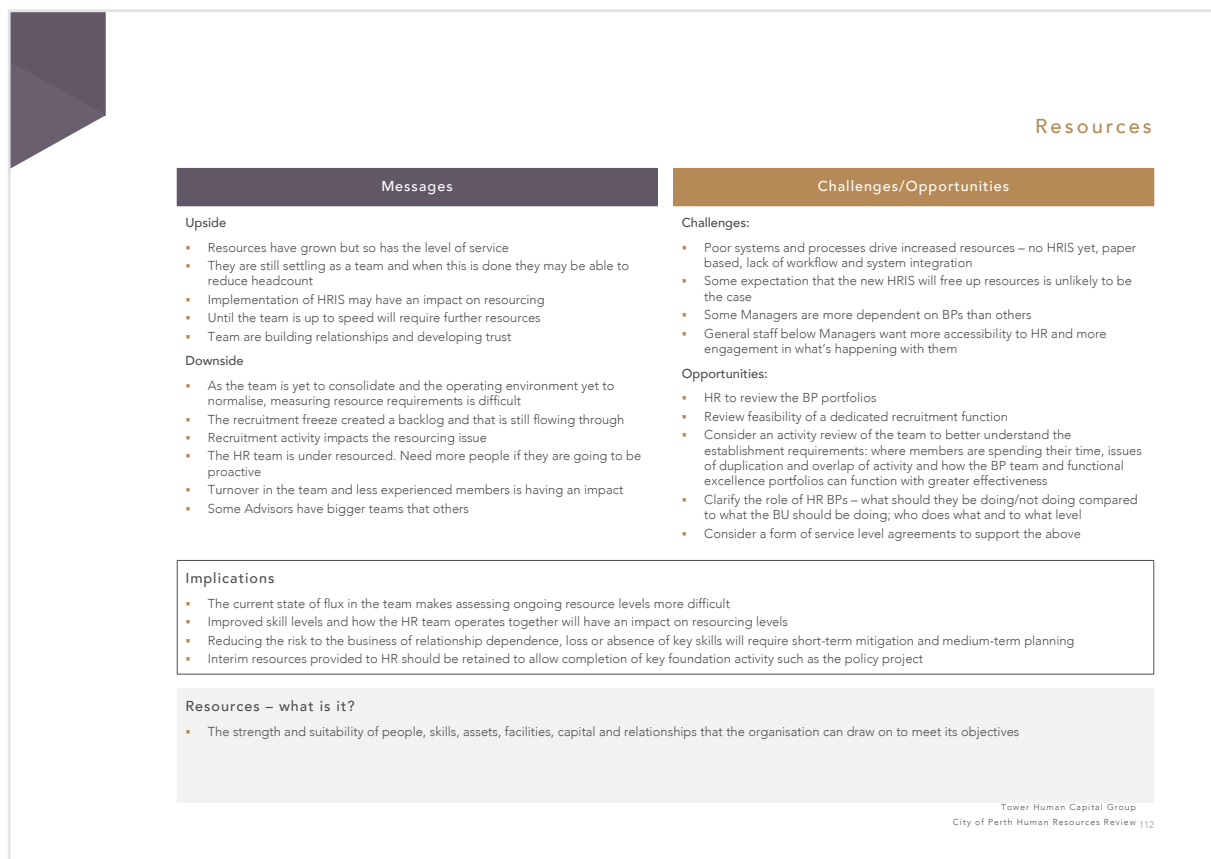 Resources
Messages
Upside
▪ Resources have grown but so has the level of service
▪ They are still settling as a team and when this is done they may be able to
reduce headcount
▪ Implementation of HRIS may have an impact on resourcing
▪ Until the team is up to speed will require further resources
▪ Team are building relationships and developing trust
Downside
▪ As the team is yet to consolidate and the operating environment yet to
normalise, measuring resource requirements is difficult
▪ The recruitment freeze created a backlog and that is still flowing through
▪ Recruitment activity impacts the resourcing issue
▪ The HR team is under resourced. Need more people if they are going to be
proactive
▪ Turnover in the team and less experienced members is having an impact
▪ Some Advisors have bigger teams that others
Challenges/Opportunities
Challenges:
▪ Poor systems and processes drive increased resources – no HRIS yet, paper
based, lack of workflow and system integration
▪ Some expectation that the new HRIS will free up resources is unlikely to be
the case
▪ Some Managers are more dependent on BPs than others
▪ General staff below Managers want more accessibility to HR and more
engagement in what's happening with them
Opportunities:
▪ HR to review the BP portfolios
▪ Review feasibility of a dedicated recruitment function
▪ Consider an activity review of the team to better understand the
establishment requirements: where members are spending their time, issues
of duplication and overlap of activity and how the BP team and functional
excellence portfolios can function with greater effectiveness
▪ Clarify the role of HR BPs – what should they be doing/not doing compared
to what the BU should be doing; who does what and to what level
▪ Consider a form of service level agreements to support the above
Implications
▪ The current state of flux in the team makes assessing ongoing resource levels more difficult
▪ Improved skill levels and how the HR team operates together will have an impact on resourcing levels
▪ Reducing the risk to the business of relationship dependence, loss or absence of key skills will require short-term mitigation and medium-term planning
▪ Interim resources provided to HR should be retained to allow completion of key foundation activity such as the policy project
Resources – what is it?
▪ The strength and suitability of people, skills, assets, facilities, capital and relationships that the organisation can draw on to meet its objectives
Tower Human Capital Group
City of Perth Human Resources Review 112